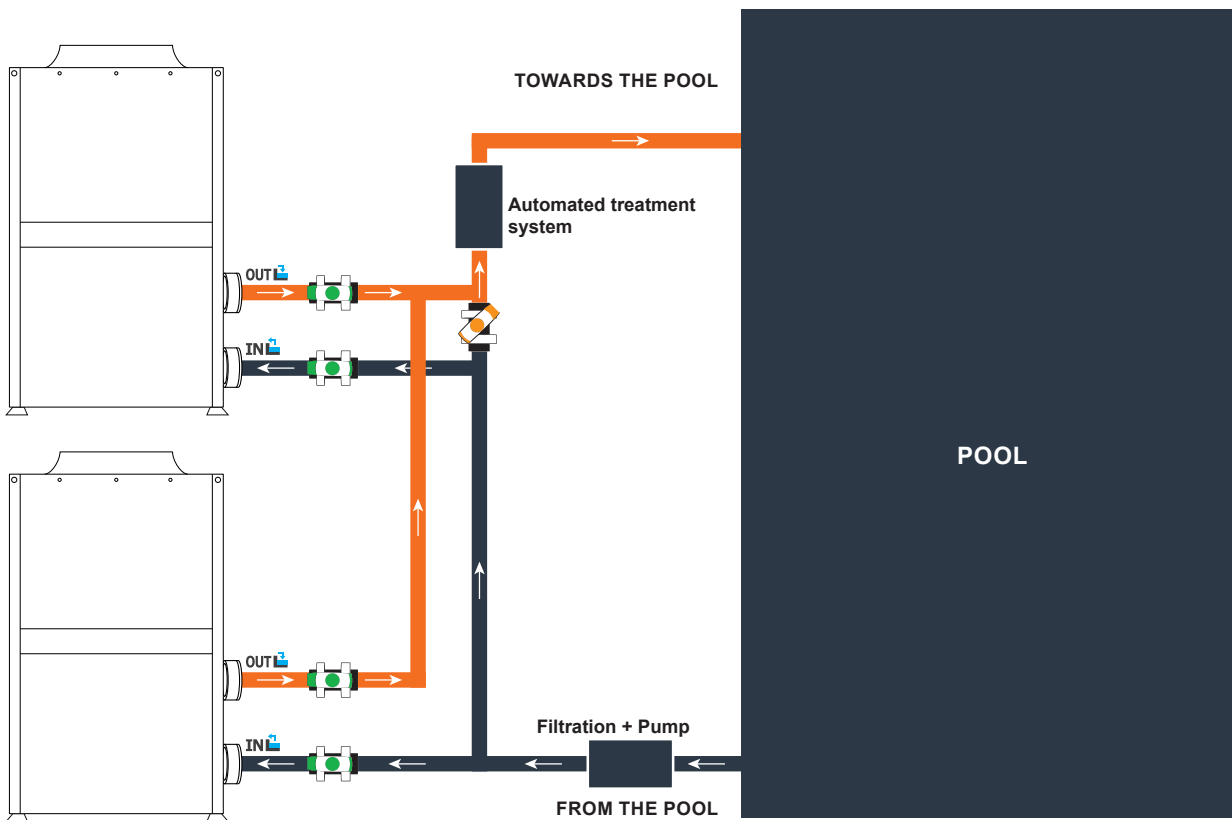 TOWARDS THE POOL
Automated treatment
system
OUT
IN
POOL
OUT
Filtration + Pump
IN
FROM THE POOL